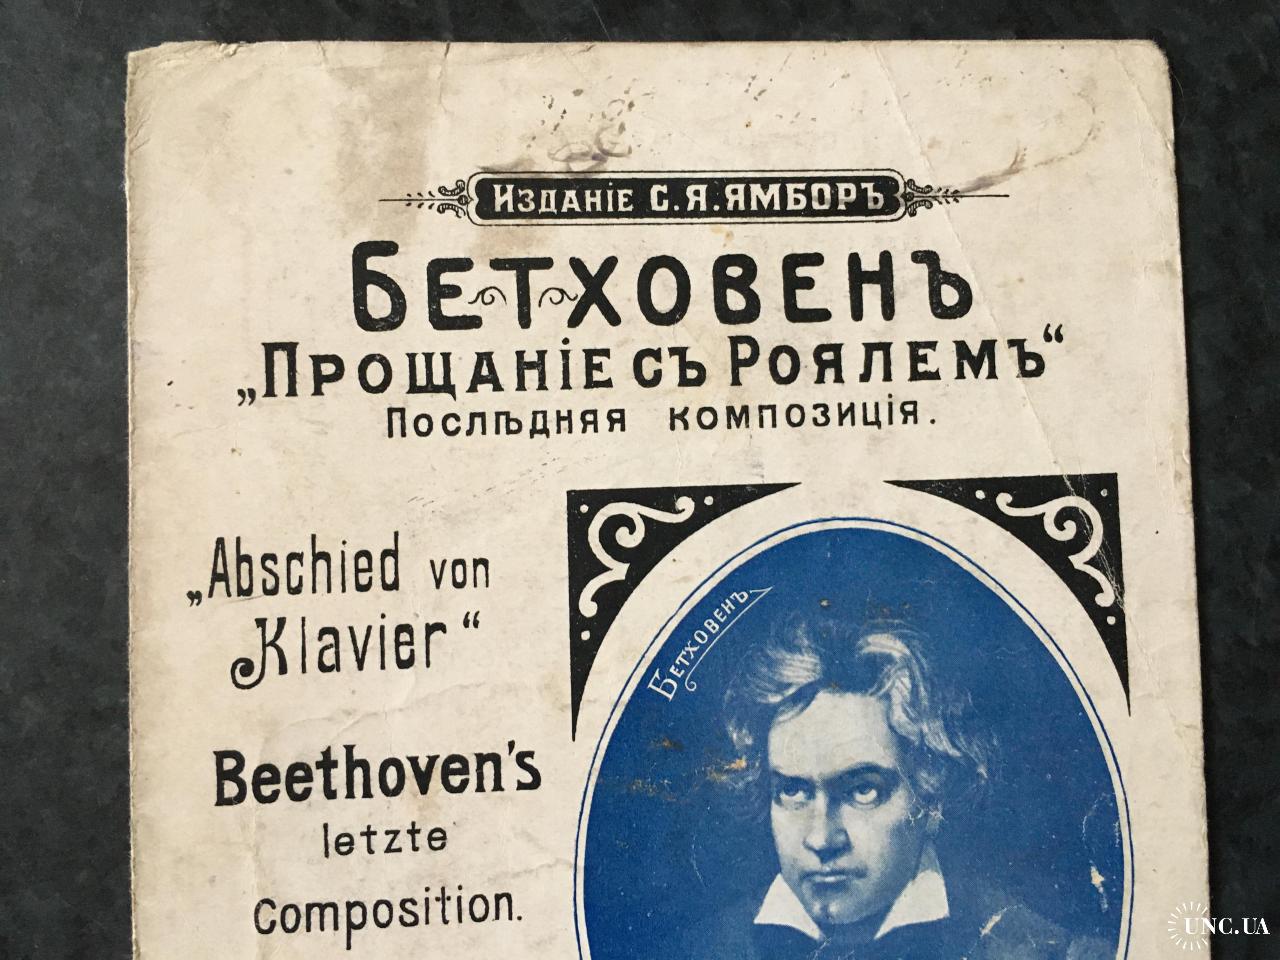 Изданіе С.Я.Ямборъ
Бетховенъ
„Прощаніе съ Роялемъ“
Послѣдняя композиція.
„Abschied von
Klavier“
Beethoven's
letzte
Composition.
Бетховенъ
UNC.UA